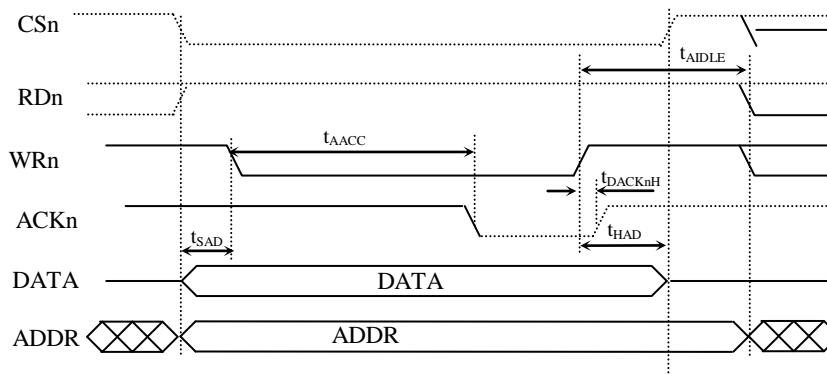 CSn
tAIDLE
RDn
tAACC
WRn
tDACKnH
ACKn
tSAD
tHAD
DATA DATA
ADDR ADDR